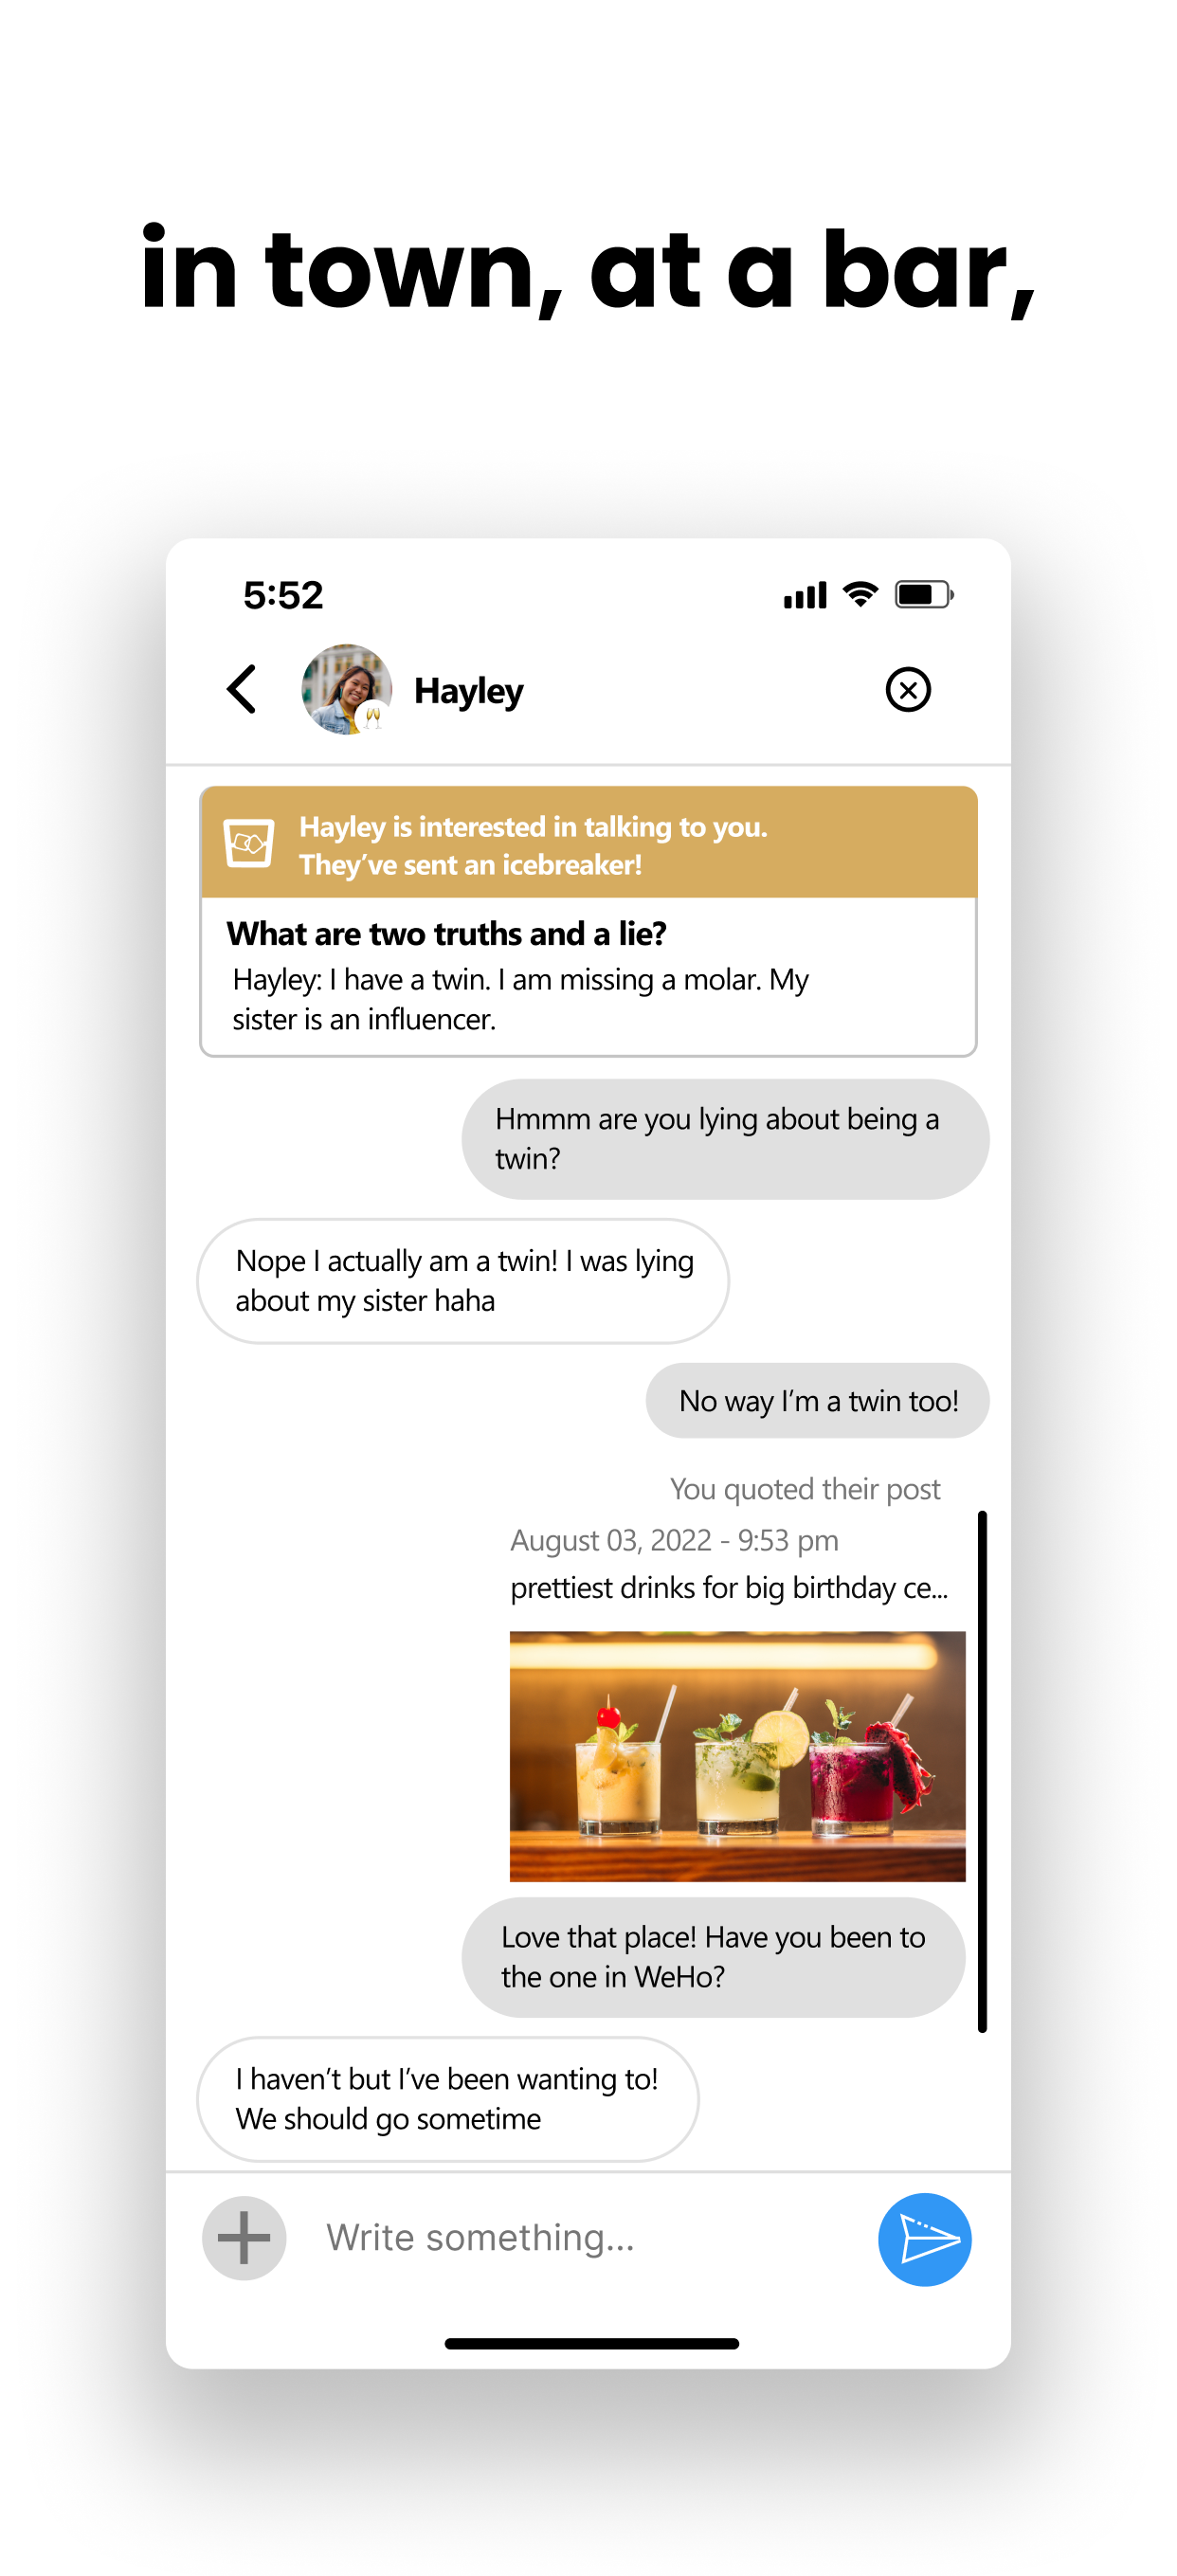 in town, at a bar,
5:52
Hayley
Hayley is interested in talking to you.
They’ve sent an icebreaker!
What are two truths and a lie?
Hayley: I have a twin. I am missing a molar. My
sister is an influencer.
Hmmm are you lying about being a
twin?
Nope I actually am a twin! I was lying
about my sister haha
No way I’m a twin too!
You quoted their post
August 03, 2022 - 9:53 pm
prettiest drinks for big birthday ce...
Love that place! Have you been to
the one in WeHo?
I haven’t but I’ve been wanting to!
We should go sometime
Write something...